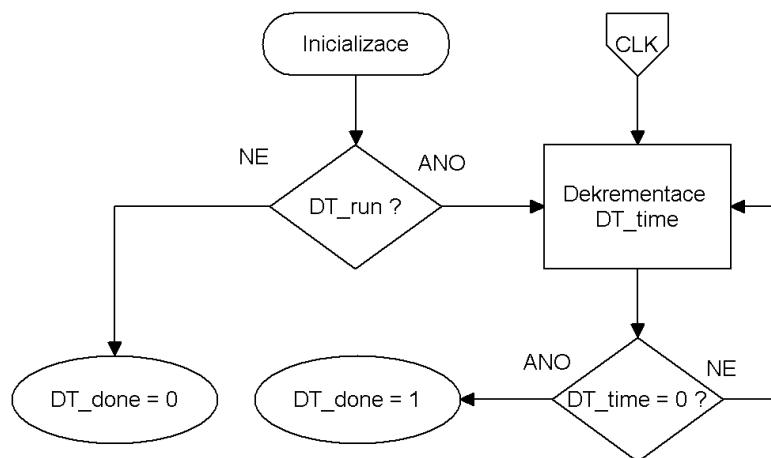 Inicializace
CLK
NE
ANO
DT_run ?
Dekrementace
DT_time
ANO
NE
DT_done = 0
DT_done = 1
DT_time = 0 ?